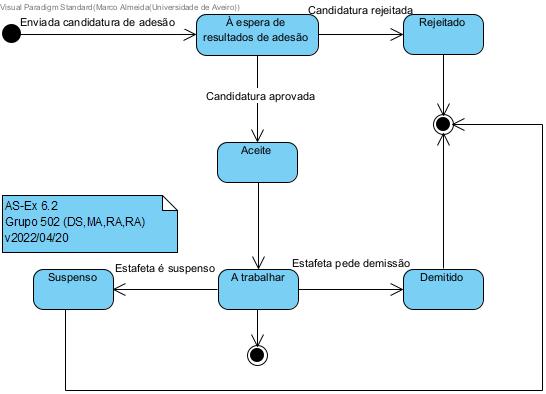 Visual Paradigm Standard(Marco Almeida(Universidade de Aveiro))
Enviada candidatura de adesão
À espera de
resultados de adesão
Candidatura rejeitada
Rejeitado
Candidatura aprovada
Aceite
AS-Ex 6.2
Grupo 502 (DS,MA,RA,RA)
v2022/04/20
Suspenso
Estafeta é suspenso
A trabalhar
Estafeta pede demissão
Demitido